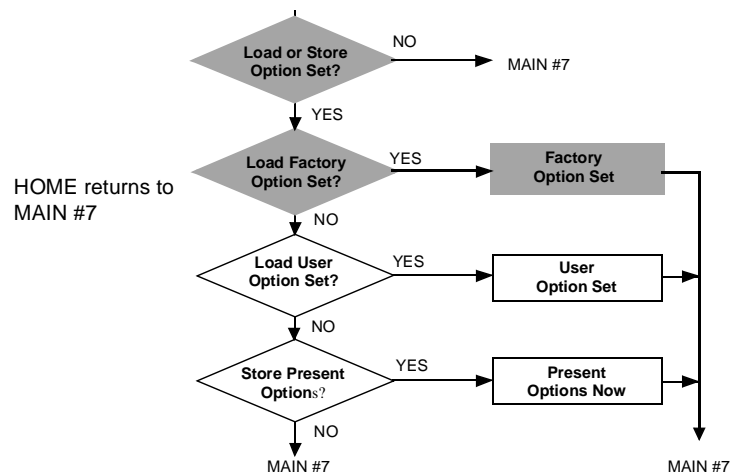 Load or Store
Option Set?
NO
MAIN #7
YES
Load Factory
Option Set?
YES
Factory
Option Set
HOME returns to
MAIN #7
NO
Load User
Option Set?
YES
User
Option Set
NO
Store Present
Options?
YES
Present
Options Now
NO
MAIN #7
MAIN #7